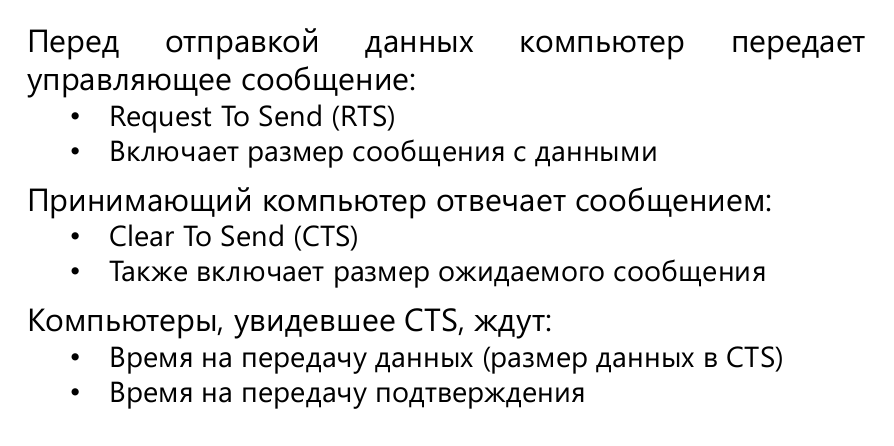 Перед отправкой данных компьютер передает
управляющее сообщение:
• Request To Send (RTS)
• Включает размер сообщения с данными
Принимающий компьютер отвечает сообщением:
• Clear To Send (CTS)
• Также включает размер ожидаемого сообщения
Компьютеры, увидевшее CTS, ждут:
• Время на передачу данных (размер данных в CTS)
• Время на передачу подтверждения